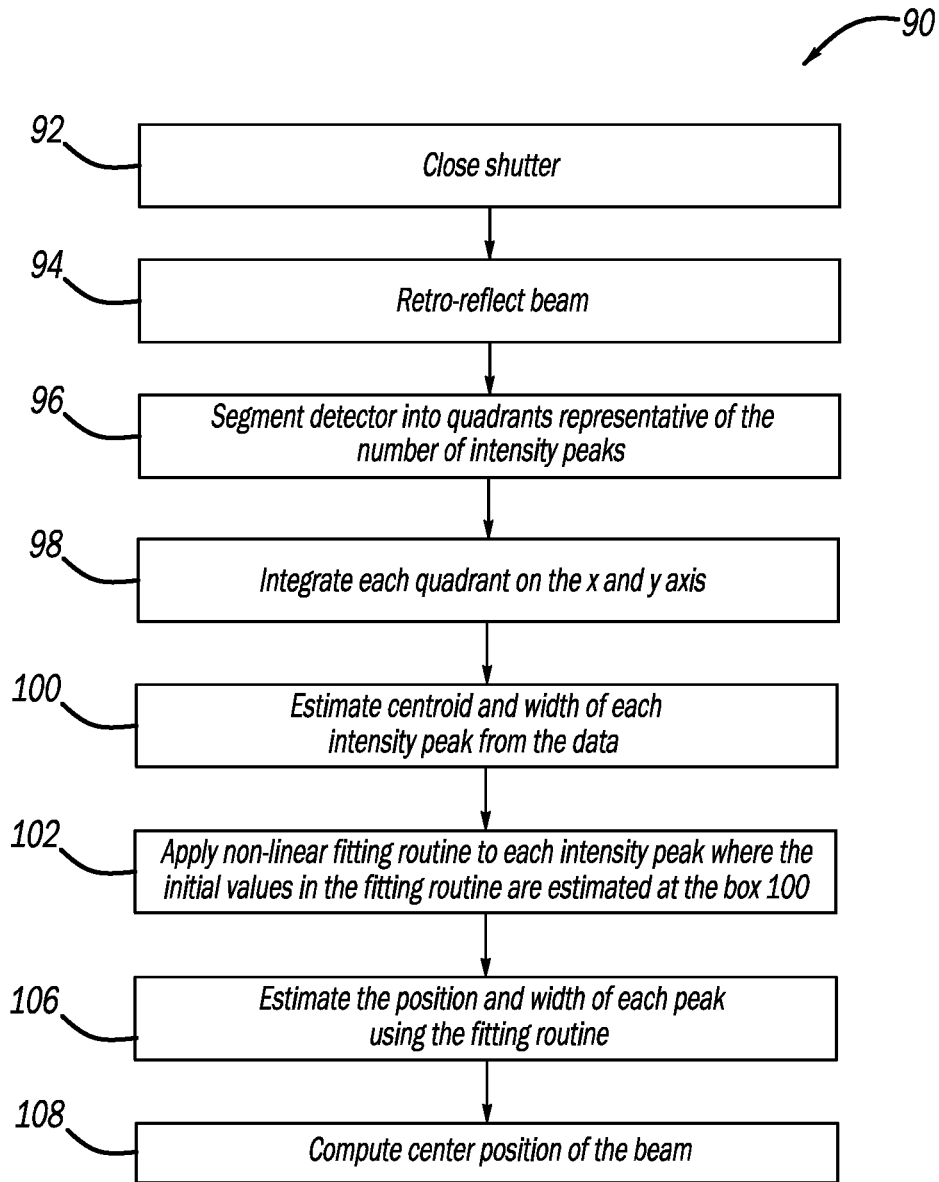 90
92
Close shutter
94
Retro-reflect beam
96
Segment detector into quadrants representative of the
number of intensity peaks
98
Integrate each quadrant on the x and y axis
100
Estimate centroid and width of each
intensity peak from the data
102
Apply non-linear fitting routine to each intensity peak where the
initial values in the fitting routine are estimated at the box 100
106
Estimate the position and width of each peak
using the fitting routine
108
Compute center position of the beam